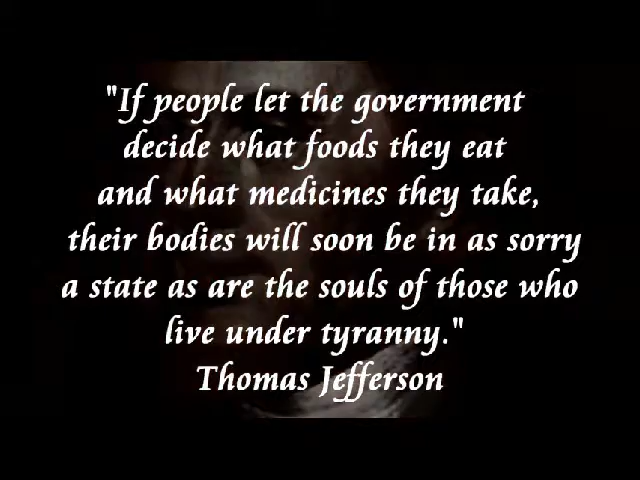 "If people let the government
decide what foods they eat
and what medicines they take,
their bodies will soon be in as sorry
a state as are the souls of those who
live under tyranny."
Thomas Jefferson